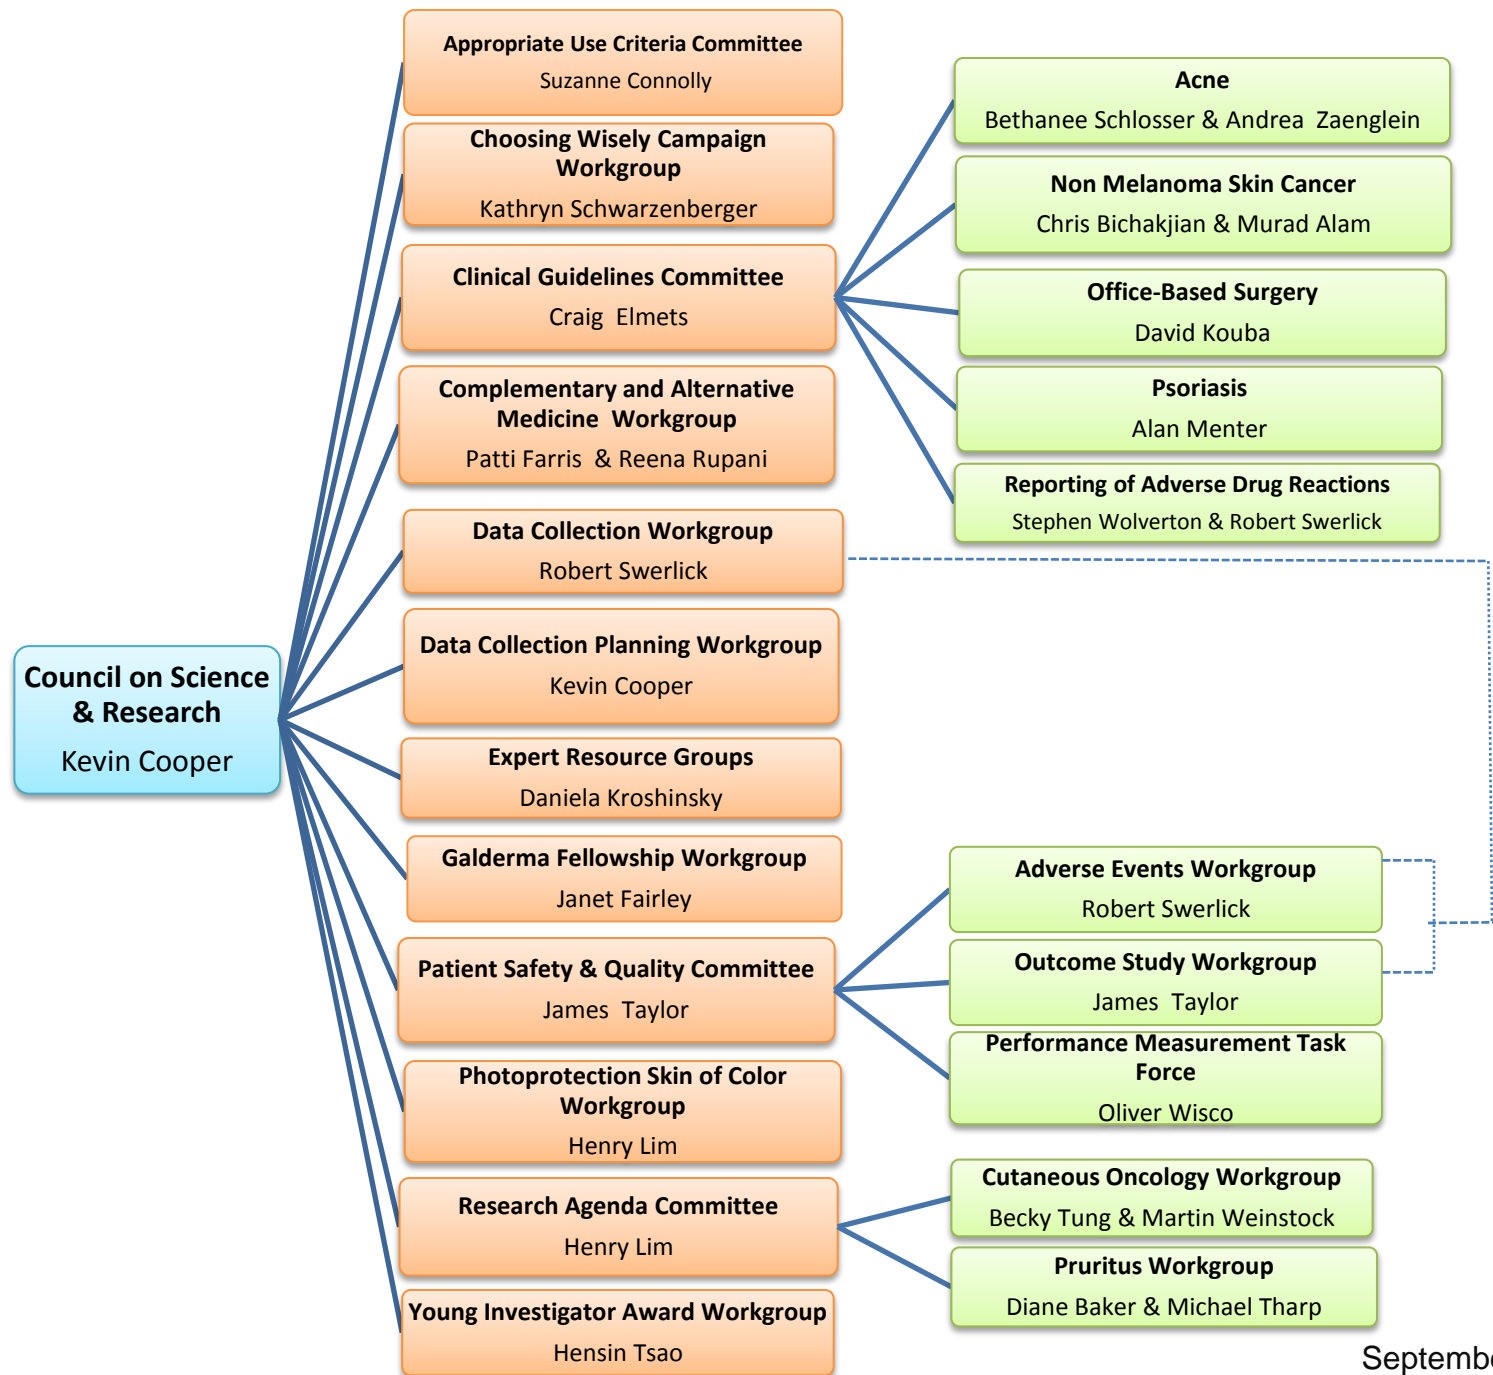 Council on Science
& Research
Kevin Cooper
Appropriate Use Criteria Committee
Suzanne Connolly
Choosing Wisely Campaign
Workgroup
Kathryn Schwarzenberger
Clinical Guidelines Committee
Craig Elmets
Complementary and Alternative
Medicine Workgroup
Patti Farris & Reena Rupani
Data Collection Workgroup
Robert Swerlick
Data Collection Planning Workgroup
Kevin Cooper
Expert Resource Groups
Daniela Kroshinsky
Galderma Fellowship Workgroup
Janet Fairley
Patient Safety & Quality Committee
James Taylor
Photoprotection Skin of Color
Workgroup
Henry Lim
Research Agenda Committee
Henry Lim
Young Investigator Award Workgroup
Hensin Tsao
Acne
Bethanee Schlosser & Andrea Zaenglein
Non Melanoma Skin Cancer
Chris Bichakjian & Murad Alam
Office-Based Surgery
David Kouba
Psoriasis
Alan Menter
Reporting of Adverse Drug Reactions
Stephen Wolverton & Robert Swerlick
Adverse Events Workgroup
Robert Swerlick
Outcome Study Workgroup
James Taylor
Performance Measurement Task
Force
Oliver Wisco
Cutaneous Oncology Workgroup
Becky Tung & Martin Weinstock
Pruritus Workgroup
Diane Baker & Michael Tharp
Septembe